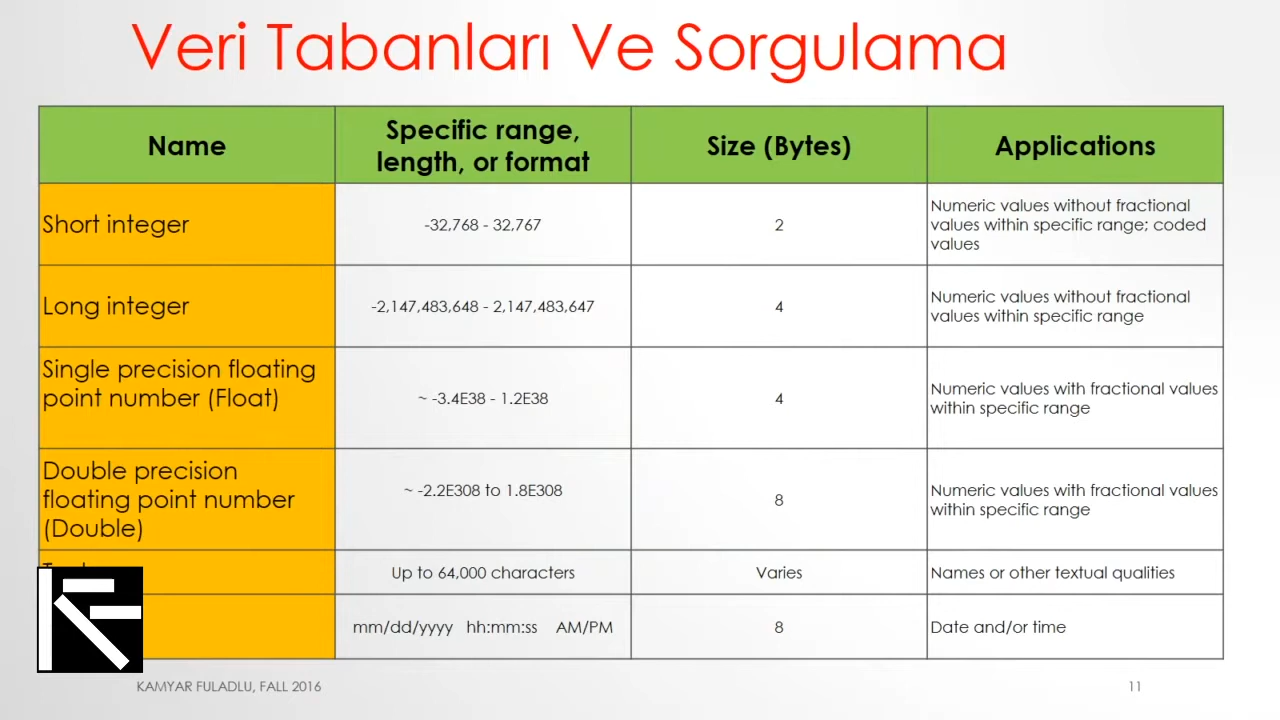 Veri Tabanları Ve Sorgulama
Name
Specific range,
length, or format
Size (Bytes)
Applications
Short integer
-32,768 - 32,767
2
Numeric values without fractional
values within specific range; coded
values
Long integer
-2,147,483,648 - 2,147,483,647
4
Numeric values without fractional
values within specific range
Single precision floating
point number (Float)
~ -3.4E38 - 1.2E38
4
Numeric values with fractional values
within specific range
Double precision
floating point number
(Double)
~ -2.2E308 to 1.8E308
8
Numeric values with fractional values
within specific range
Up to 64,000 characters
Varies
Names or other textual qualities
mm/dd/yyyy hh:mm:ss AM/PM
8
Date and/or time
KAMYAR FULADLU, FALL 2016
11